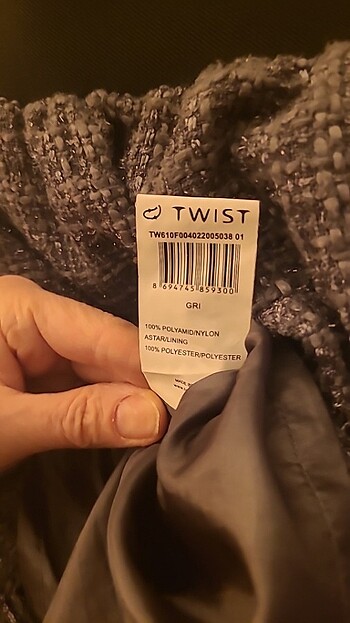 TWIST
TW610F004022005038 01
8 694745 859300
GRI
100% POLYAMID/NYLON
ASTAR/LINING
100% POLYESTER/POLYESTER